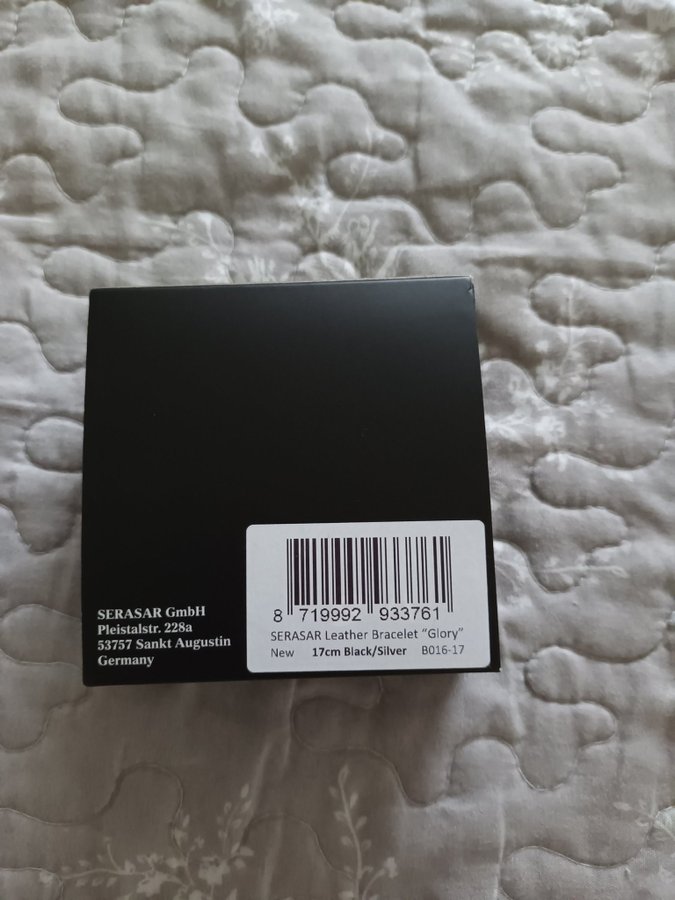 SERASAR GmbH
Pleistalstr. 228a
53757 Sankt Augustin
Germany
8 719992 933761
SERASAR Leather Bracelet “Glory”
New 17cm Black/Silver B016-17